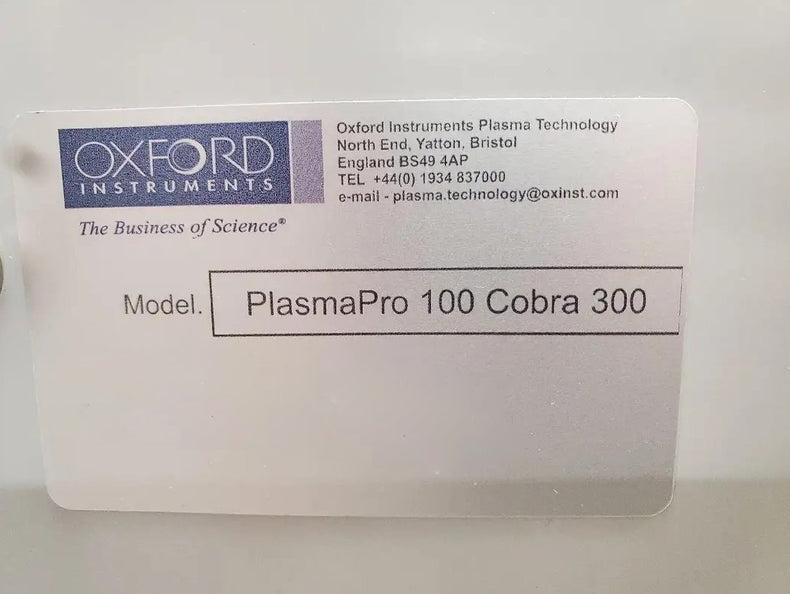 OXFORD
INSTRUMENTS
The Business of Science®
Oxford Instruments Plasma Technology
North End, Yatton, Bristol
England BS49 4AP
TEL +44(0) 1934 837000
e-mail - plasma.technology@oxinst.com
Model. PlasmaPro 100 Cobra 300